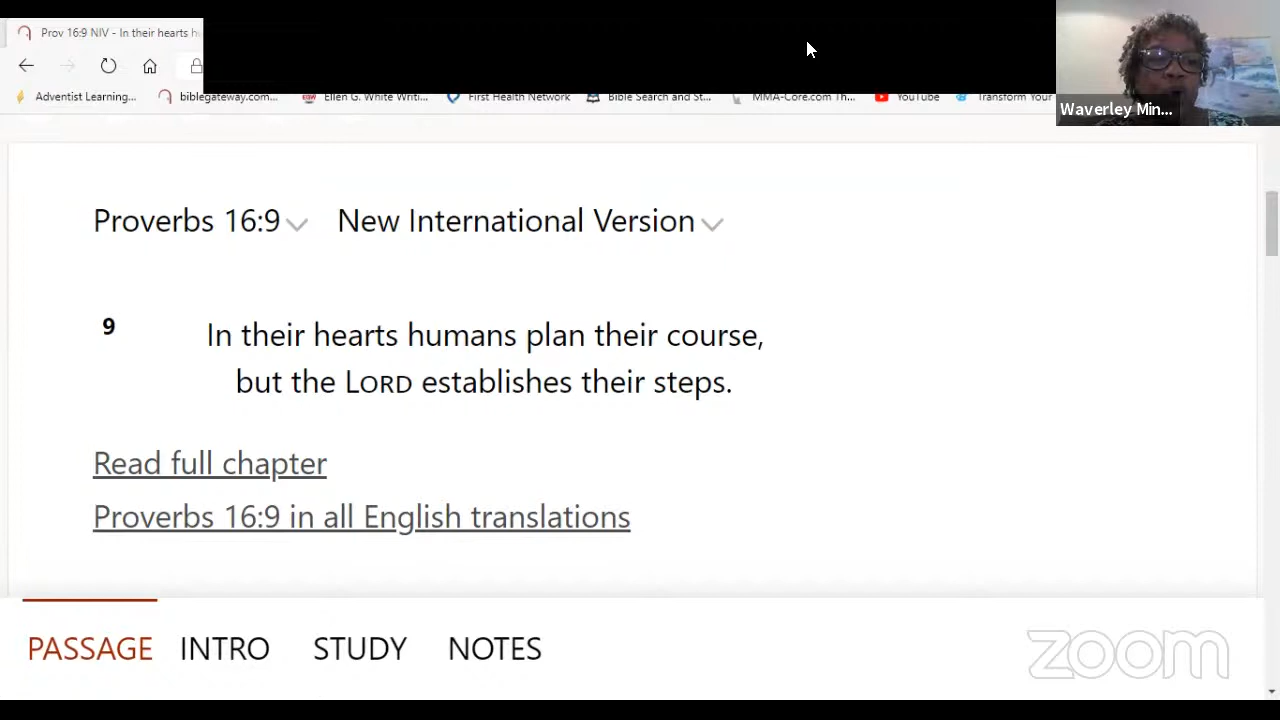 Prov 16:9 NIV - In their hearts h
Adventist Learning...
biblegateway.com...
Ellen G. White Writi...
First Health Network
Bible Search and St...
MMA-Core.com Th...
YouTube
Transform Your
Waverley Min...
Proverbs 16:9
New International Version
9
In their hearts humans plan their course,
but the LORD establishes their steps.
Read full chapter
Proverbs 16:9 in all English translations
PASSAGE
INTRO
STUDY
NOTES
zoom